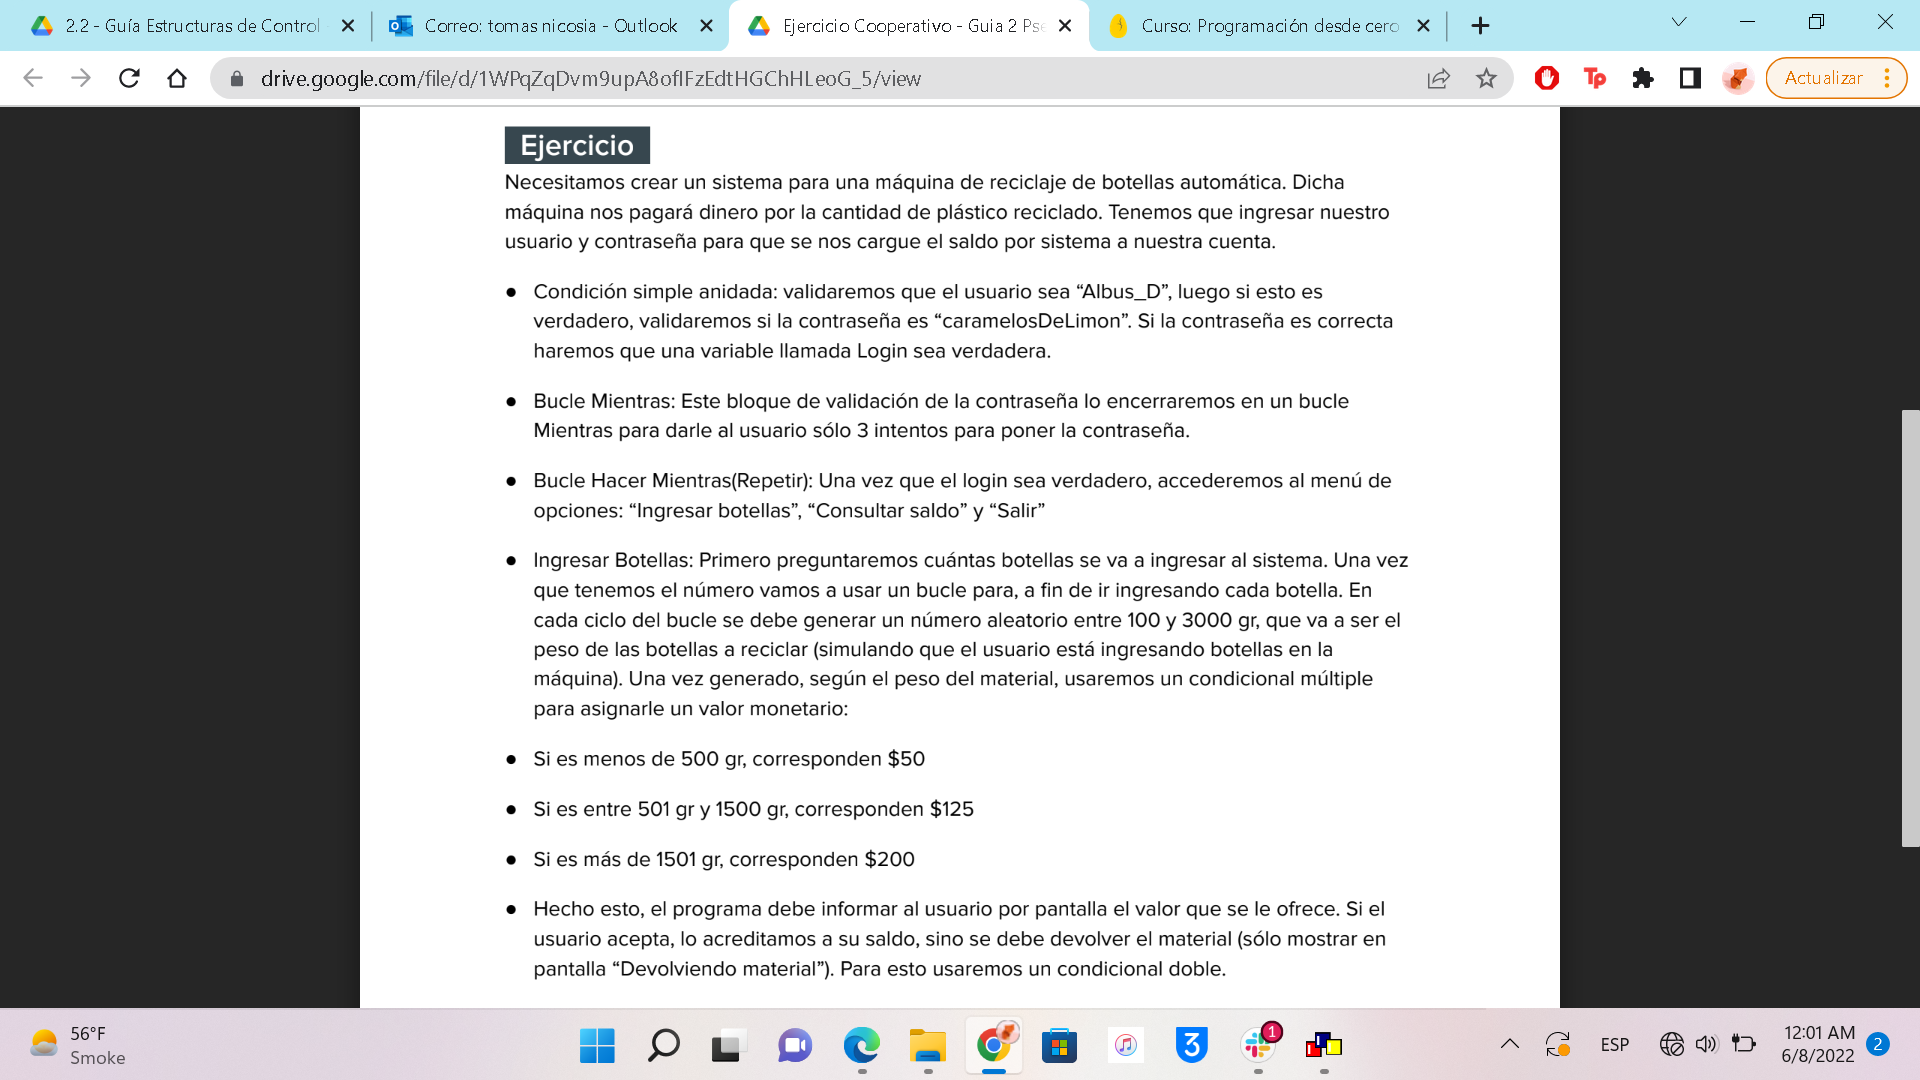 2.2 - Guía Estructuras de Control
Correo: tomas nicosia - Outlook
Ejercicio Cooperativo - Guia 2 Pse
Curso: Programación desde cero
drive.google.com/file/d/1WPqZqDvm9upA8ofIFzEdtHGChHLeoG_5/view
Actualizar
Ejercicio
Necesitamos crear un sistema para una máquina de reciclaje de botellas automática. Dicha
máquina nos pagará dinero por la cantidad de plástico reciclado. Tenemos que ingresar nuestro
usuario y contraseña para que se nos cargue el saldo por sistema a nuestra cuenta.
● Condición simple anidada: validaremos que el usuario sea “Albus_D”, luego si esto es
verdadero, validaremos si la contraseña es “caramelosDeLimon”. Si la contraseña es correcta
haremos que una variable llamada Login sea verdadera.
● Bucle Mientras: Este bloque de validación de la contraseña lo encerraremos en un bucle
Mientras para darle al usuario sólo 3 intentos para poner la contraseña.
● Bucle Hacer Mientras(Repetir): Una vez que el login sea verdadero, accederemos al menú de
opciones: “Ingresar botellas”, “Consultar saldo” y “Salir”
● Ingresar Botellas: Primero preguntaremos cuántas botellas se va a ingresar al sistema. Una vez
que tenemos el número vamos a usar un bucle para, a fin de ir ingresando cada botella. En
cada ciclo del bucle se debe generar un número aleatorio entre 100 y 3000 gr, que va a ser el
peso de las botellas a reciclar (simulando que el usuario está ingresando botellas en la
máquina). Una vez generado, según el peso del material, usaremos un condicional múltiple
para asignarle un valor monetario:
● Si es menos de 500 gr, corresponden $50
● Si es entre 501 gr y 1500 gr, corresponden $125
● Si es más de 1501 gr, corresponden $200
● Hecho esto, el programa debe informar al usuario por pantalla el valor que se le ofrece. Si el
usuario acepta, lo acreditamos a su saldo, sino se debe devolver el material (sólo mostrar en
pantalla “Devolviendo material”). Para esto usaremos un condicional doble.
56°F
Smoke
1
ESP
12:01 AM
6/8/2022
2